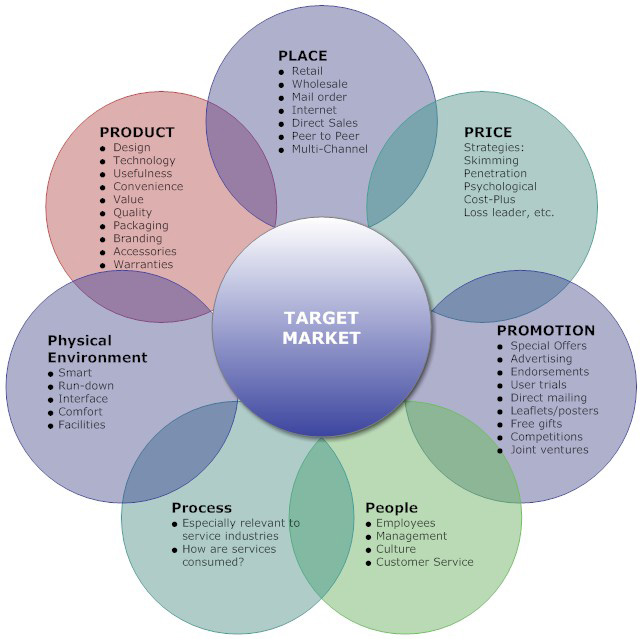 PLACE
● Retail
● Wholesale
● Mail order
● Internet
● Direct Sales
● Peer to Peer
● Multi-Channel
PRODUCT
● Design
● Technology
● Usefulness
● Convenience
● Value
● Quality
● Packaging
● Branding
● Accessories
● Warranties
PRICE
Strategies:
Skimming
Penetration
Psychological
Cost-Plus
Loss leader, etc.
TARGET
MARKET
Physical
Environment
● Smart
● Run-down
● Interface
● Comfort
● Facilities
PROMOTION
● Special Offers
● Advertising
● Endorsements
● User trials
● Direct mailing
● Leaflets/posters
● Free gifts
● Competitions
● Joint ventures
Process
● Especially relevant to
service industries
● How are services
consumed?
People
● Employees
● Management
● Culture
● Customer Service